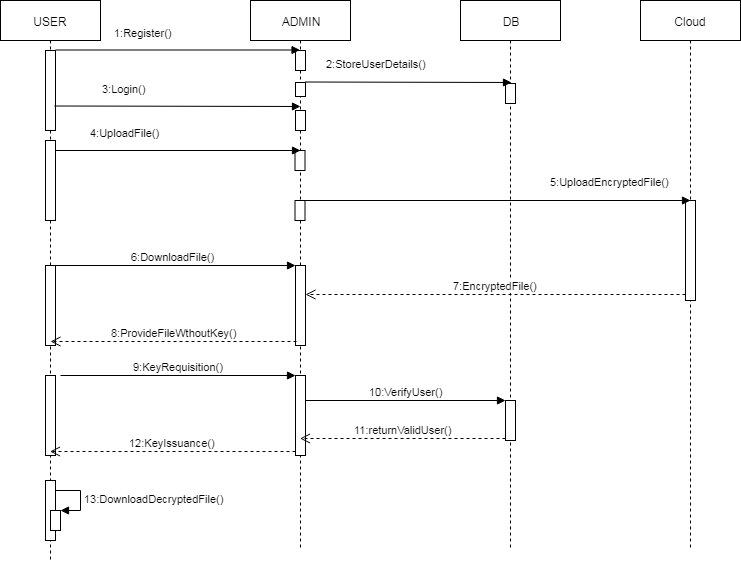 USER
ADMIN
DB
Cloud
1:Register()
2:StoreUserDetails()
3:Login()
4:UploadFile()
5:UploadEncryptedFile()
6:DownloadFile()
7:EncryptedFile()
8:ProvideFileWthoutKey()
9:KeyRequisition()
10:VerifyUser()
11:returnValidUser()
12:KeyIssuance()
13:DownloadDecryptedFile()